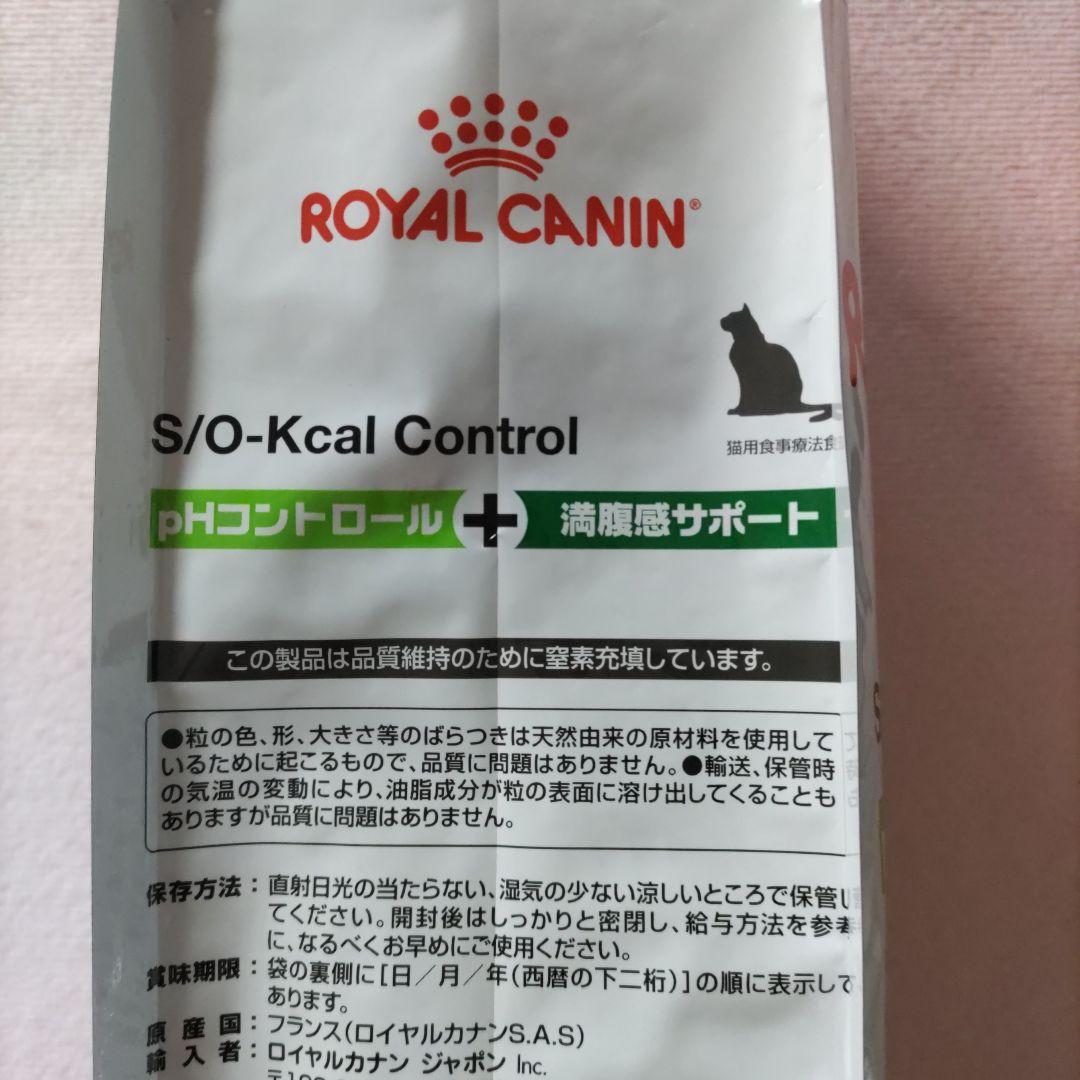 ROYAL CANIN®
S/O-Kcal Control
猫用食事療法食
pHコントロール + 満腹感サポート
この製品は品質維持のために窒素充填しています。
●粒の色、形、大きさ等のばらつきは天然由来の原材料を使用して
いるために起こるもので、品質に問題はありません。●輸送、保管時
の気温の変動により、油脂成分が粒の表面に溶け出してくることも
ありますが品質に問題はありません。
保存方法：直射日光の当たらない、湿気の少ない涼しいところで保管し
てください。開封後はしっかりと密閉し、給与方法を参考
に、なるべくお早めにご使用ください。
賞味期限：袋の裏側に[日／月／年(西暦の下二桁)]の順に表示して
あります。
原産国：フランス(ロイヤルカナンS.A.S)
輸入者：ロイヤルカナン ジャポン Inc.